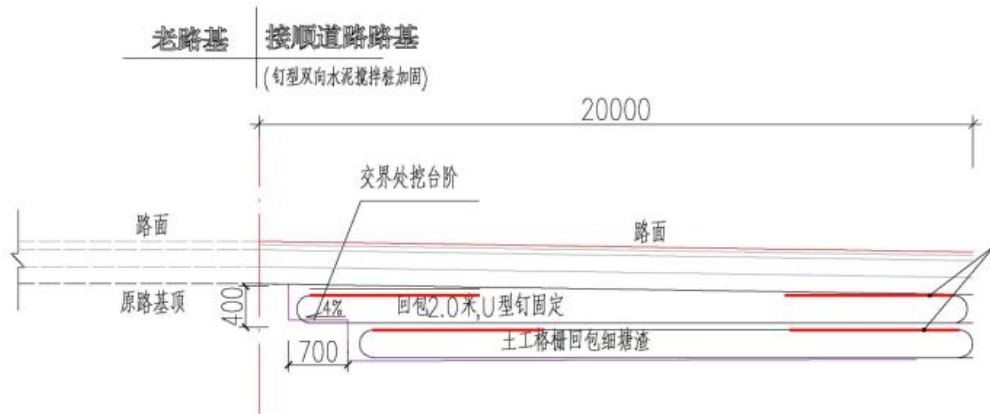 老路基 接顺道路路基
(钉型双向水泥搅拌桩加固)
20000
交界处挖台阶
路面 路面
原路基顶
400
4%
回包2.0米,U型钉固定
700
土工格栅回包细塘渣